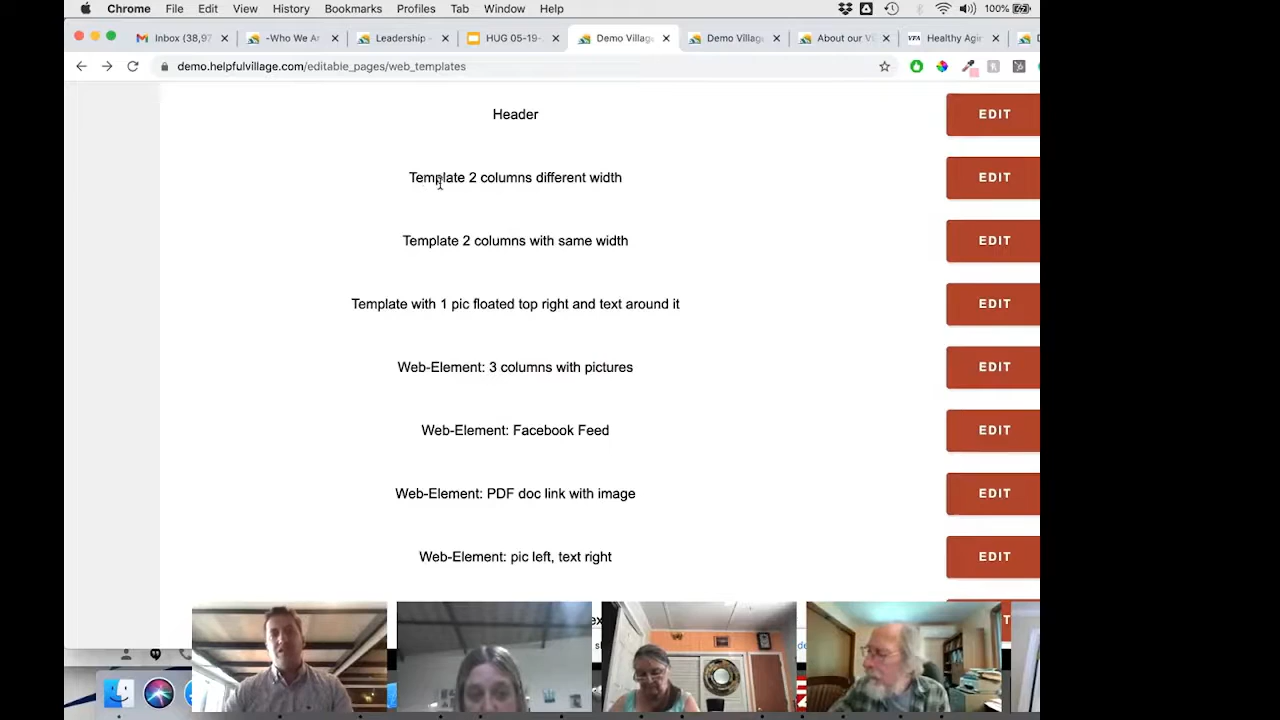 Chrome File Edit View History Bookmarks Profiles Tab Window Help 100%
Inbox (38,97 -Who We Ar Leadership - HUG 05-19- Demo Village Demo Village About our V VTA Healthy Agin
demo.helpfulvillage.com/editable_pages/web_templates
Header EDIT
Template 2 columns different width EDIT
Template 2 columns with same width EDIT
Template with 1 pic floated top right and text around it EDIT
Web-Element: 3 columns with pictures EDIT
Web-Element: Facebook Feed EDIT
Web-Element: PDF doc link with image EDIT
Web-Element: pic left, text right EDIT